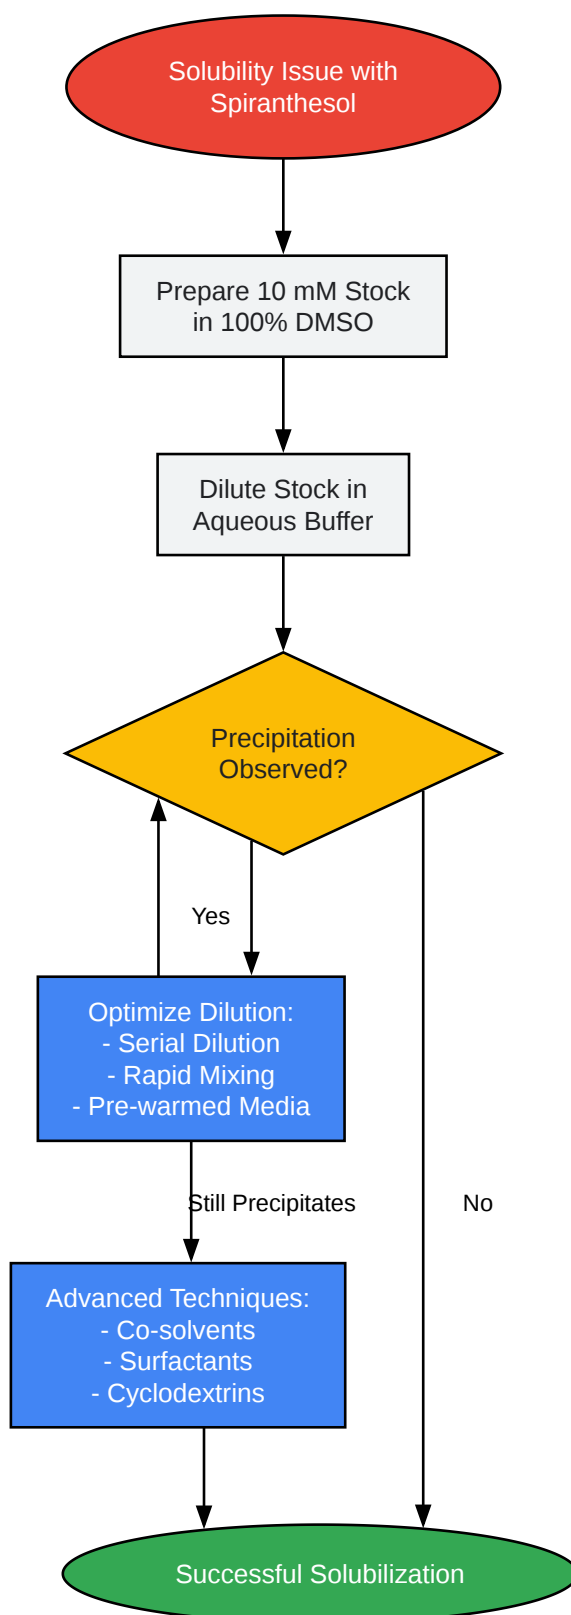 Solubility Issue with
Spiranthesol
Prepare 10 mM Stock
in 100% DMSO
Dilute Stock in
Aqueous Buffer
Precipitation
Observed?
Yes
Optimize Dilution:
- Serial Dilution
- Rapid Mixing
- Pre-warmed Media
Still Precipitates
No
Advanced Techniques:
- Co-solvents
- Surfactants
- Cyclodextrins
Successful Solubilization